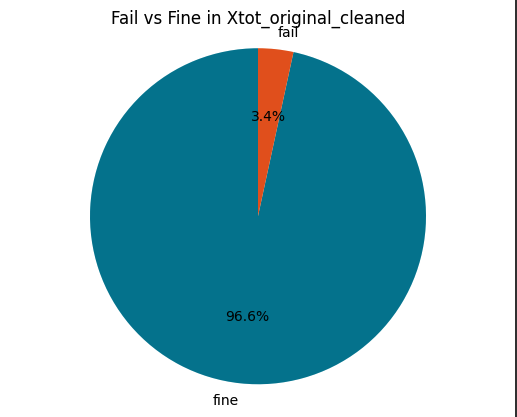 Fail vs Fine in Xtot_original_cleaned
fail
3.4%
96.6%
fine